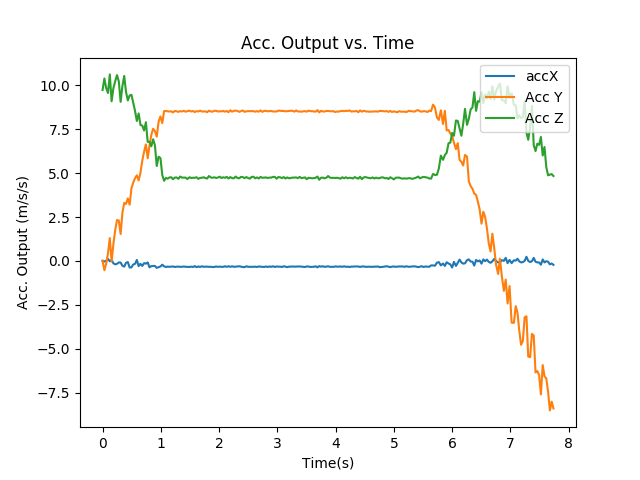 Acc. Output vs. Time
accX
Acc Y
Acc Z
Acc. Output (m/s/s)
10.0
7.5
5.0
2.5
0.0
−2.5
−5.0
−7.5
0 1 2 3 4 5 6 7 8
Time(s)